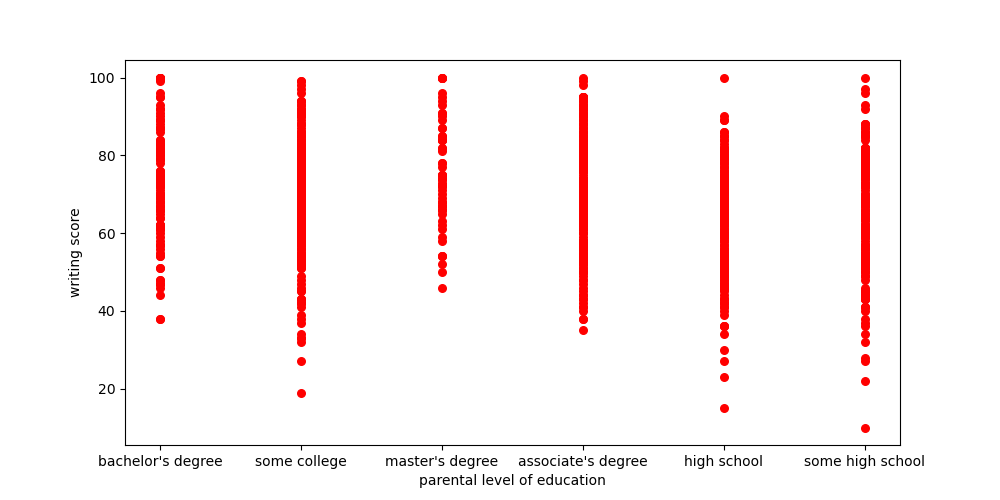 100
80
60
40
20
writing score
bachelor's degree some college master's degree associate's degree high school some high school
parental level of education